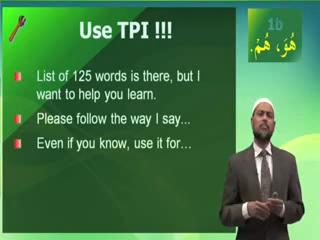 Use TPI !!!
1b
هُوَ، هُمْ.
List of 125 words is there, but I
want to help you learn.
Please follow the way I say...
Even if you know, use it for…